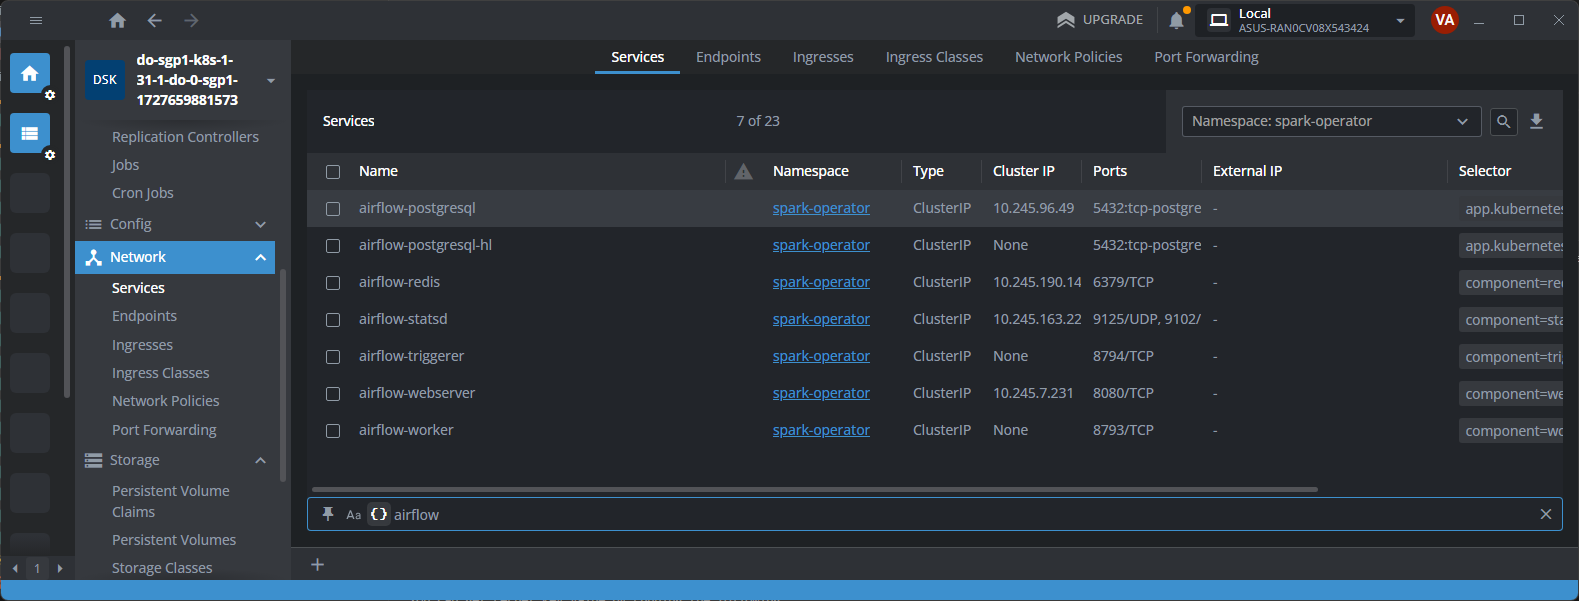 UPGRADE
Local
ASUS-RAN0CV08X543424
VA
DSK
do-sgp1-k8s-1-
31-1-do-0-sgp1-
1727659881573
Replication Controllers
Jobs
Cron Jobs
Config
Network
Services
Endpoints
Ingresses
Ingress Classes
Network Policies
Port Forwarding
Storage
Persistent Volume
Claims
Persistent Volumes
Storage Classes
1
Services Endpoints Ingresses Ingress Classes Network Policies Port Forwarding
Services 7 of 23 Namespace: spark-operator
Name Namespace Type Cluster IP Ports External IP Selector
airflow-postgresql spark-operator ClusterIP 10.245.96.49 5432:tcp-postgre - app.kubernetes
airflow-postgresql-hl spark-operator ClusterIP None 5432:tcp-postgre - app.kubernetes
airflow-redis spark-operator ClusterIP 10.245.190.14 6379/TCP - component=re
airflow-statsd spark-operator ClusterIP 10.245.163.22 9125/UDP, 9102/ - component=sta
airflow-triggerer spark-operator ClusterIP None 8794/TCP - component=tri
airflow-webserver spark-operator ClusterIP 10.245.7.231 8080/TCP - component=we
airflow-worker spark-operator ClusterIP None 8793/TCP - component=wo
Aa {} airflow